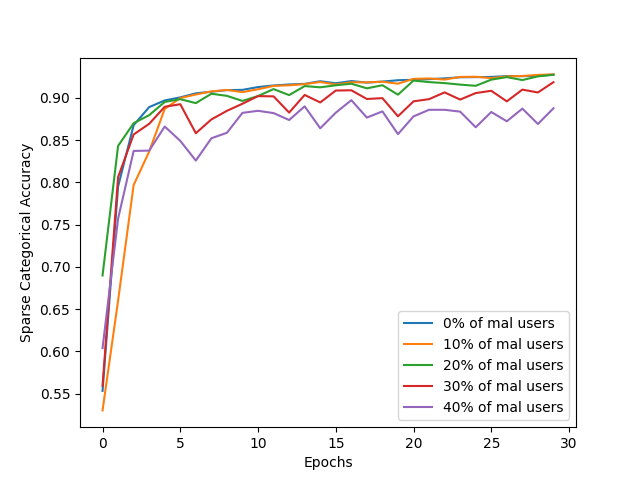 Sparse Categorical Accuracy
0.90
0.85
0.80
0.75
0.70
0.65
0.60
0.55
0% of mal users
10% of mal users
20% of mal users
30% of mal users
40% of mal users
0 5 10 15 20 25 30
Epochs